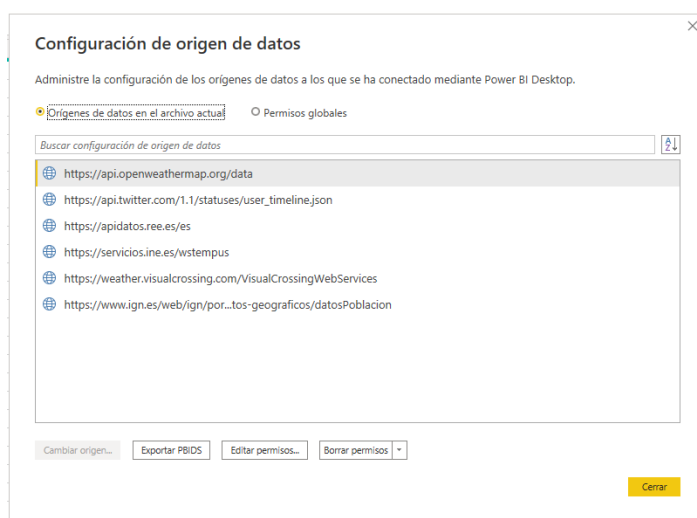 Configuración de origen de datos
Administre la configuración de los orígenes de datos a los que se ha conectado mediante Power BI Desktop.
Orígenes de datos en el archivo actual Permisos globales
Buscar configuración de origen de datos
https://api.openweathermap.org/data
https://api.twitter.com/1.1/statuses/user_timeline.json
https://apidatos.ree.es/es
https://servicios.ine.es/wstempus
https://weather.visualcrossing.com/VisualCrossingWebServices
https://www.ign.es/web/ign/por...tos-geograficos/datosPoblacion
Cambiar origen... Exportar PBIDS Editar permisos... Borrar permisos
Cerrar